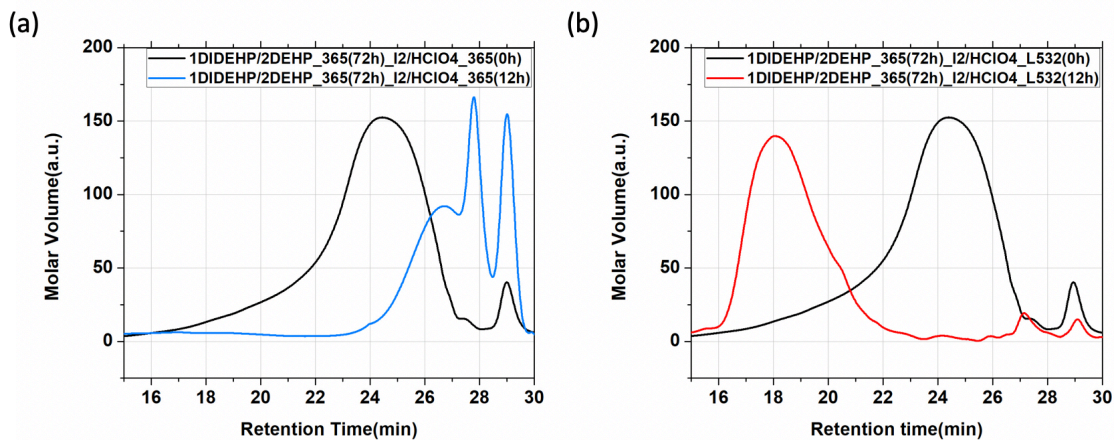 (a)
200
150
100
50
0
Molar Volume(a.u.)
1DIDEHP/2DEHP_365(72h)_I2/HClO4_365(0h)
1DIDEHP/2DEHP_365(72h)_I2/HClO4_365(12h)
16 18 20 22 24 26 28 30
Retention Time(min)
(b)
200
150
100
50
0
Molar Volume(a.u.)
1DIDEHP/2DEHP_365(72h)_I2/HClO4_L532(0h)
1DIDEHP/2DEHP_365(72h)_I2/HClO4_L532(12h)
16 18 20 22 24 26 28 30
Retention time(min)